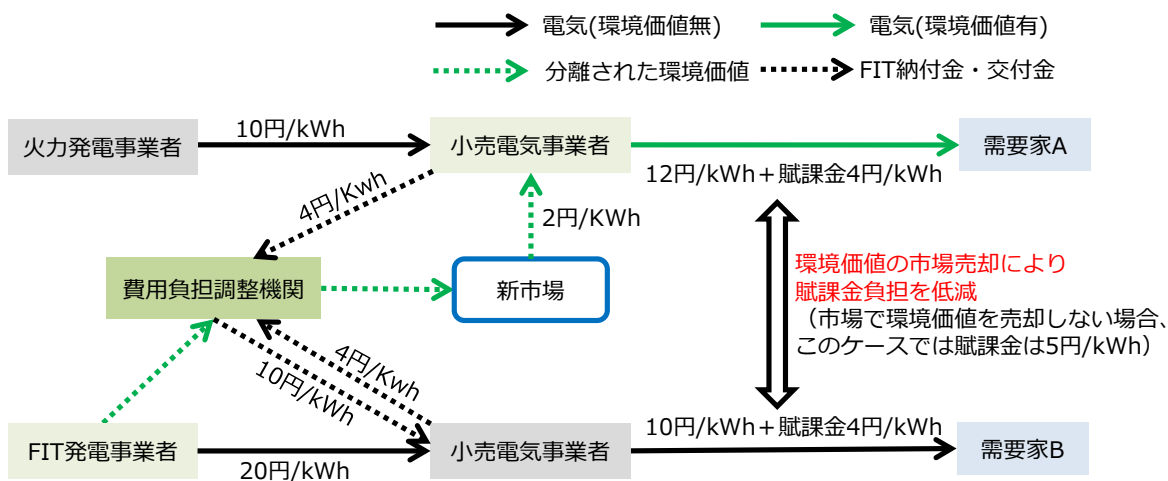 電気(環境価値無)
電気(環境価値有)
分離された環境価値
FIT納付金・交付金
火力発電事業者
10円/kWh
小売電気事業者
12円/kWh＋賦課金4円/kWh
需要家A
4円/Kwh
2円/KWh
費用負担調整機関
新市場
環境価値の市場売却により
賦課金負担を低減
（市場で環境価値を売却しない場合、
このケースでは賦課金は5円/kWh）
4円/Kwh
10円/kWh
FIT発電事業者
20円/kWh
小売電気事業者
10円/kWh＋賦課金4円/kWh
需要家B